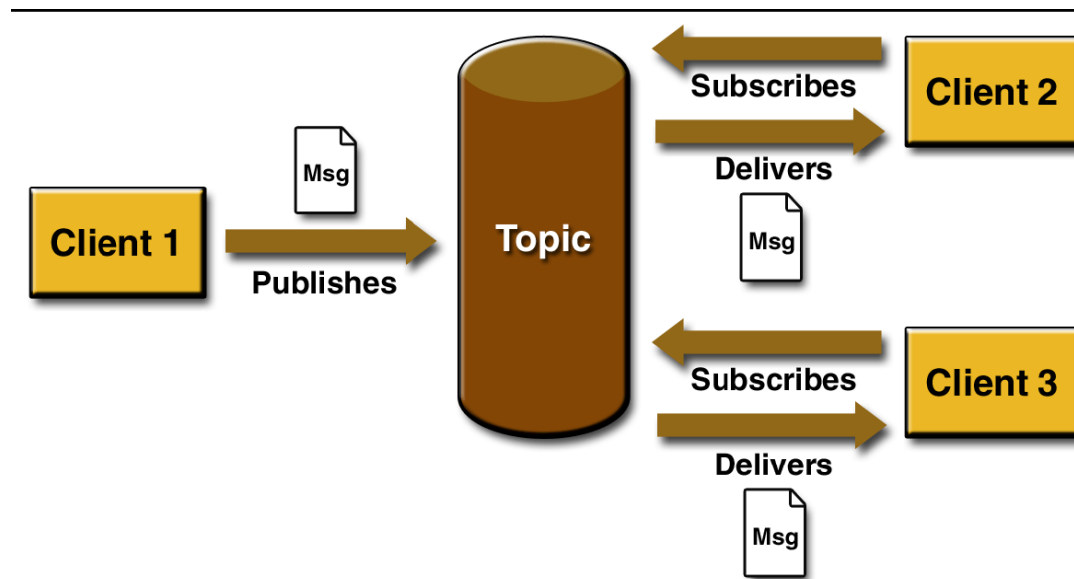 Client 1
Msg
Publishes
Topic
Subscribes
Delivers
Msg
Client 2
Subscribes
Delivers
Msg
Client 3